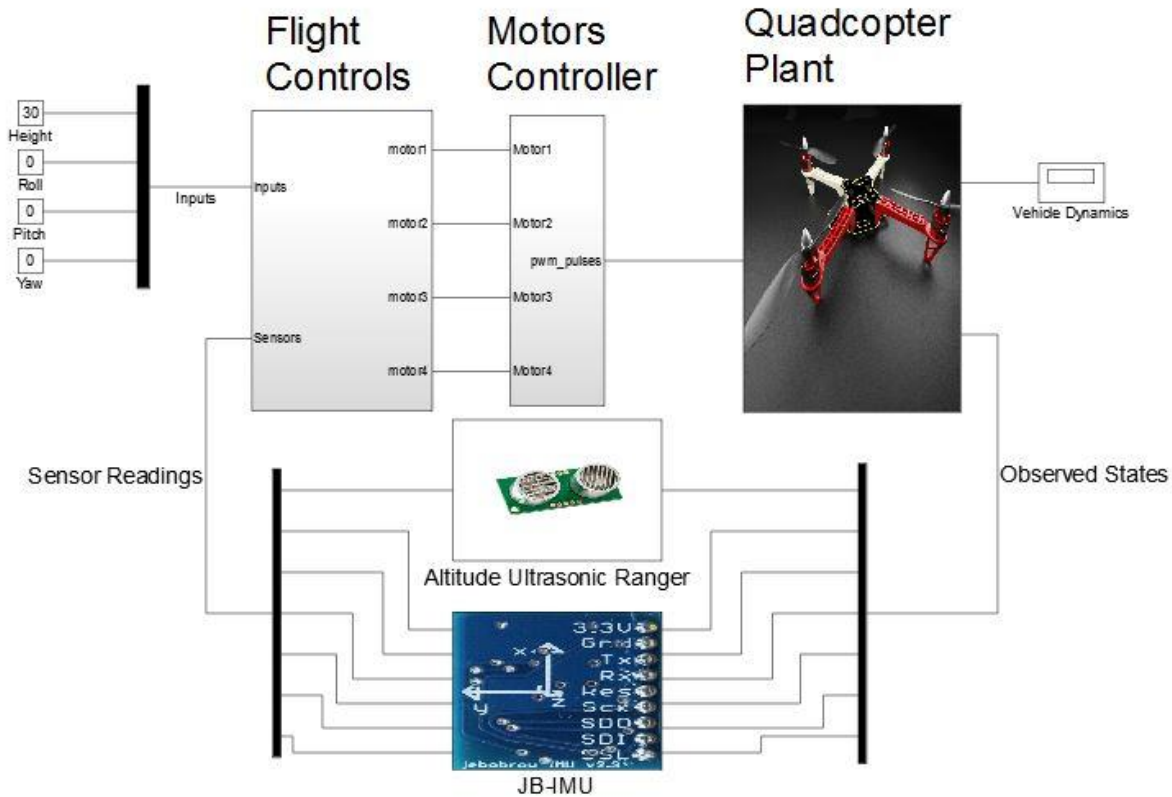 Flight
Controls
Motors
Controller
Quadcopter
Plant
30
Height
0
Roll
0
Pitch
0
Yaw
Inputs
Inputs
Sensors
motor1
motor2
motor3
motor4
Motor1
Motor2
pwm_pulses
Motor3
Motor4
Vehicle Dynamics
Sensor Readings
Observed States
Altitude Ultrasonic Ranger
3.3V
Grd
Tx
RX
Res
SDO
SDI
x
y
Z
JB-IMU